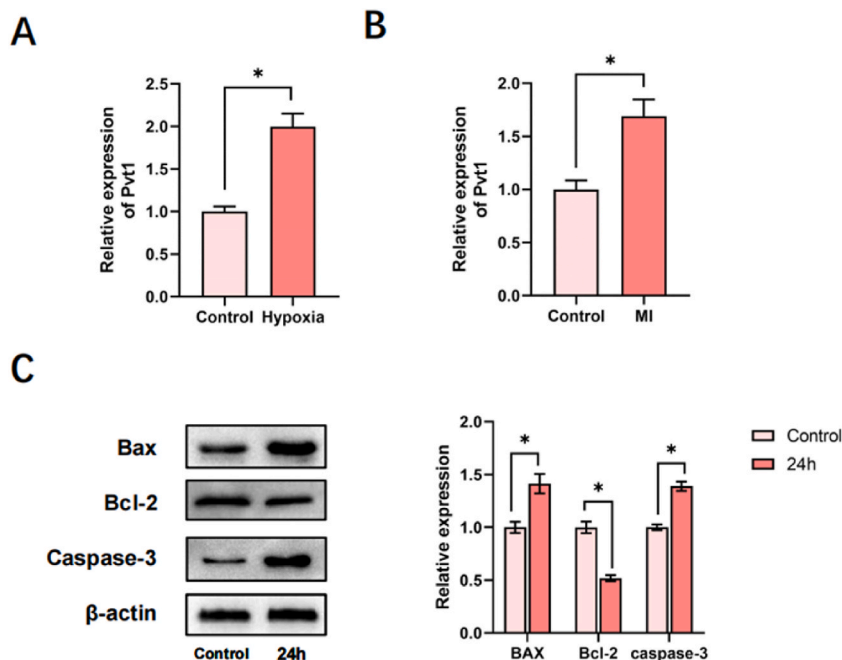 A
Relative expression
of Pvt1
2.5
2.0
1.5
1.0
0.5
0.0
*
Control Hypoxia
B
Relative expression
of Pvt1
2.0
1.5
1.0
0.5
0.0
*
Control MI
C
Bax
Bcl-2
Caspase-3
β-actin
Control 24h
Relative expression
2.0
1.5
1.0
0.5
0.0
* * *
BAX Bcl-2 caspase-3
Control
24h